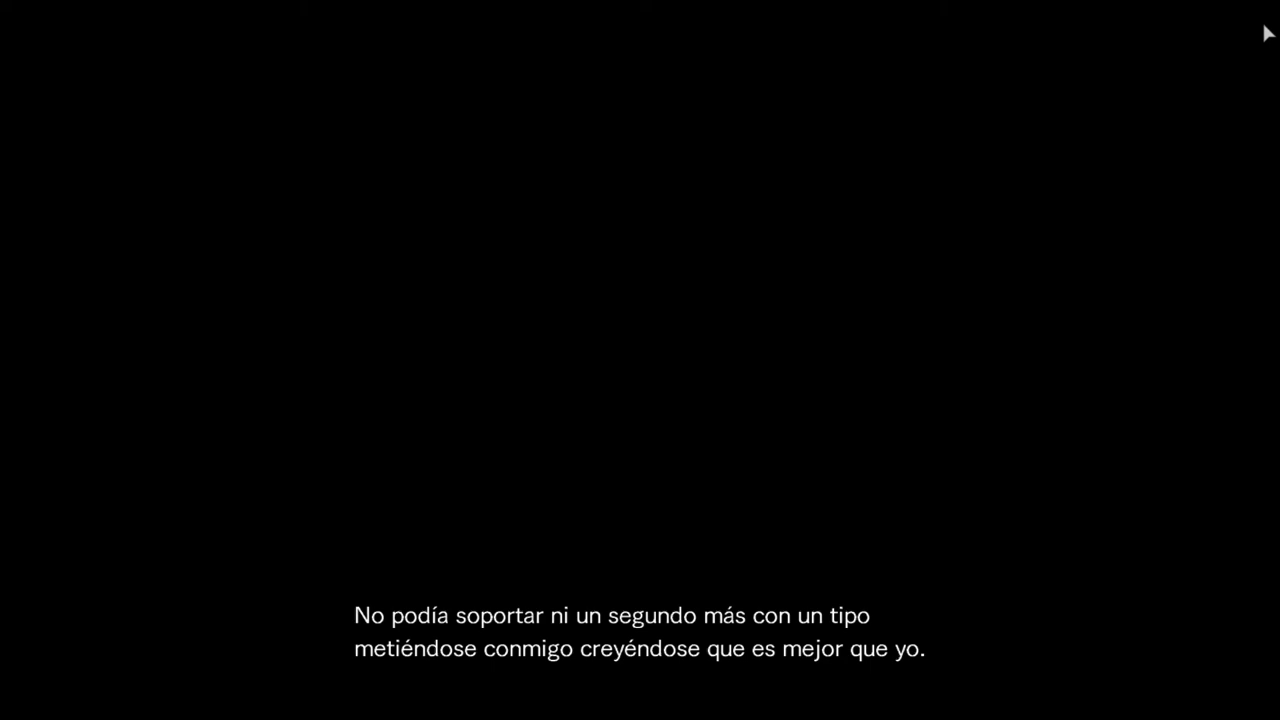 No podía soportar ni un segundo más con un tipo
metiéndose conmigo creyéndose que es mejor que yo.